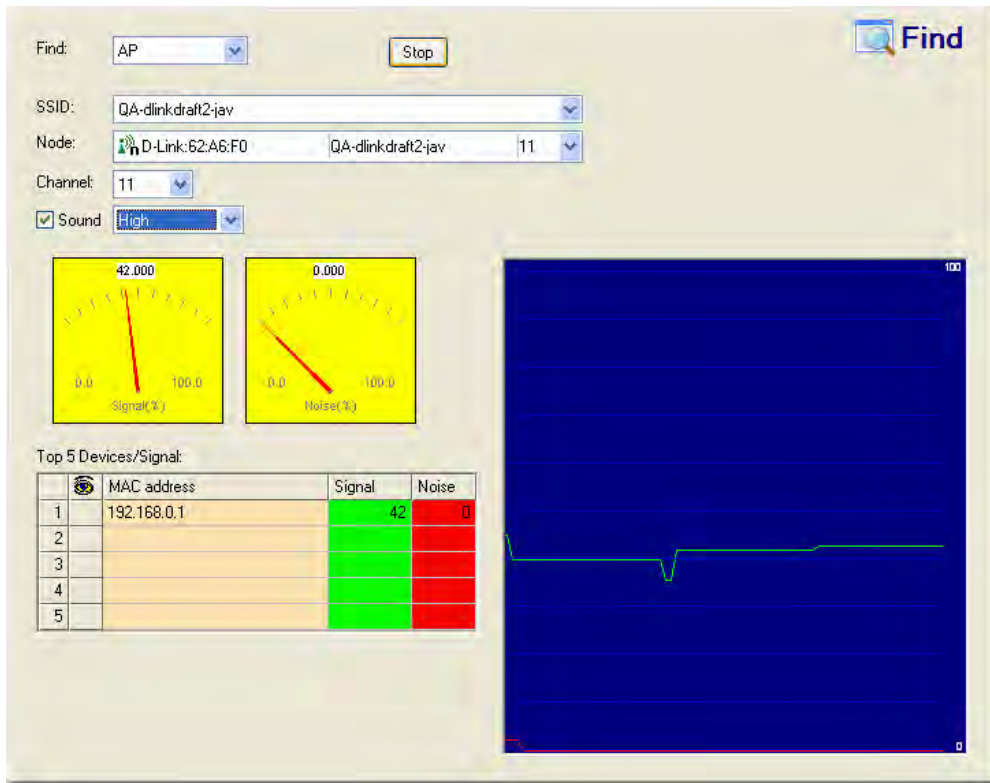 Find: AP Stop Find
SSID: QA-dlinkdraft2-jav
Node: D-Link:62:A6:F0 QA-dlinkdraft2-jav 11
Channel: 11
Sound High
42.000 0.000 100
0.0 100.0 0.0 100.0
Signal(%) Noise(%)
Top 5 Devices/Signal:
MAC address Signal Noise
1 192.168.0.1 42 0
2
3
4
5
0